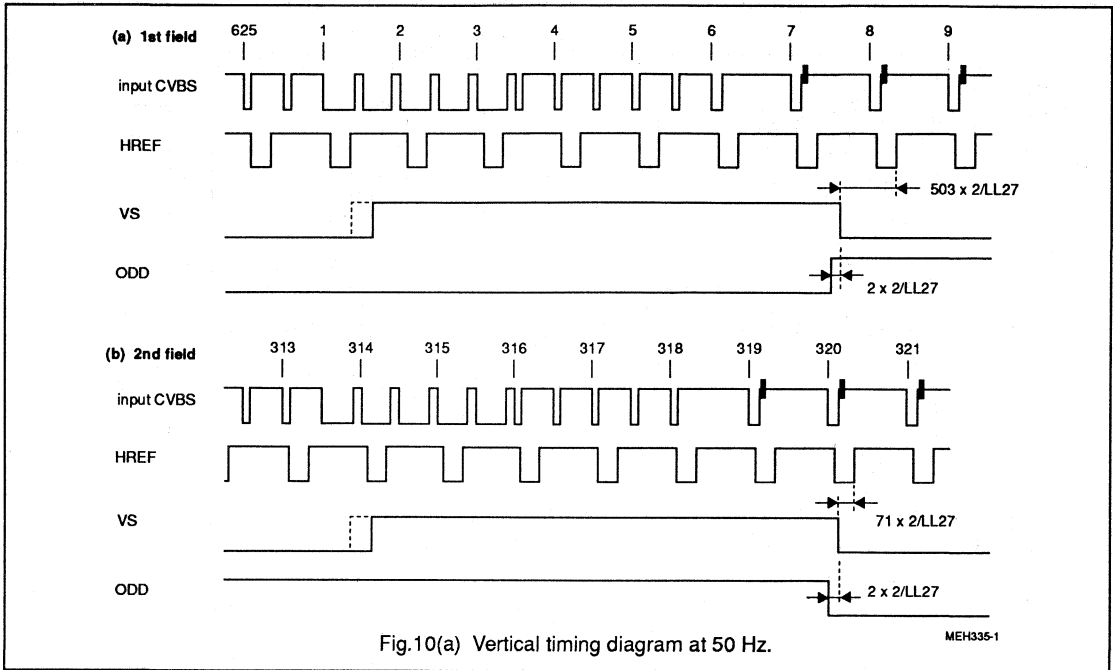 (a) 1st field 625 1 2 3 4 5 6 7 8 9
input CVBS
HREF
503 x 2/LL27
VS
ODD
2 x 2/LL27
(b) 2nd field 313 314 315 316 317 318 319 320 321
input CVBS
HREF
VS
71 x 2/LL27
ODD
2 x 2/LL27
Fig.10(a) Vertical timing diagram at 50 Hz.
MEH335-1